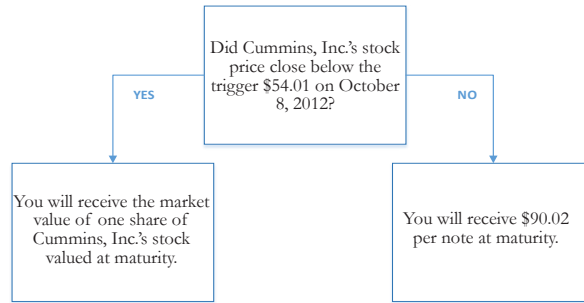 Did Cummins, Inc.'s stock
price close below the
trigger $54.01 on October
8, 2012?
YES
NO
You will receive the market
value of one share of
Cummins, Inc.'s stock
valued at maturity.
You will receive $90.02
per note at maturity.